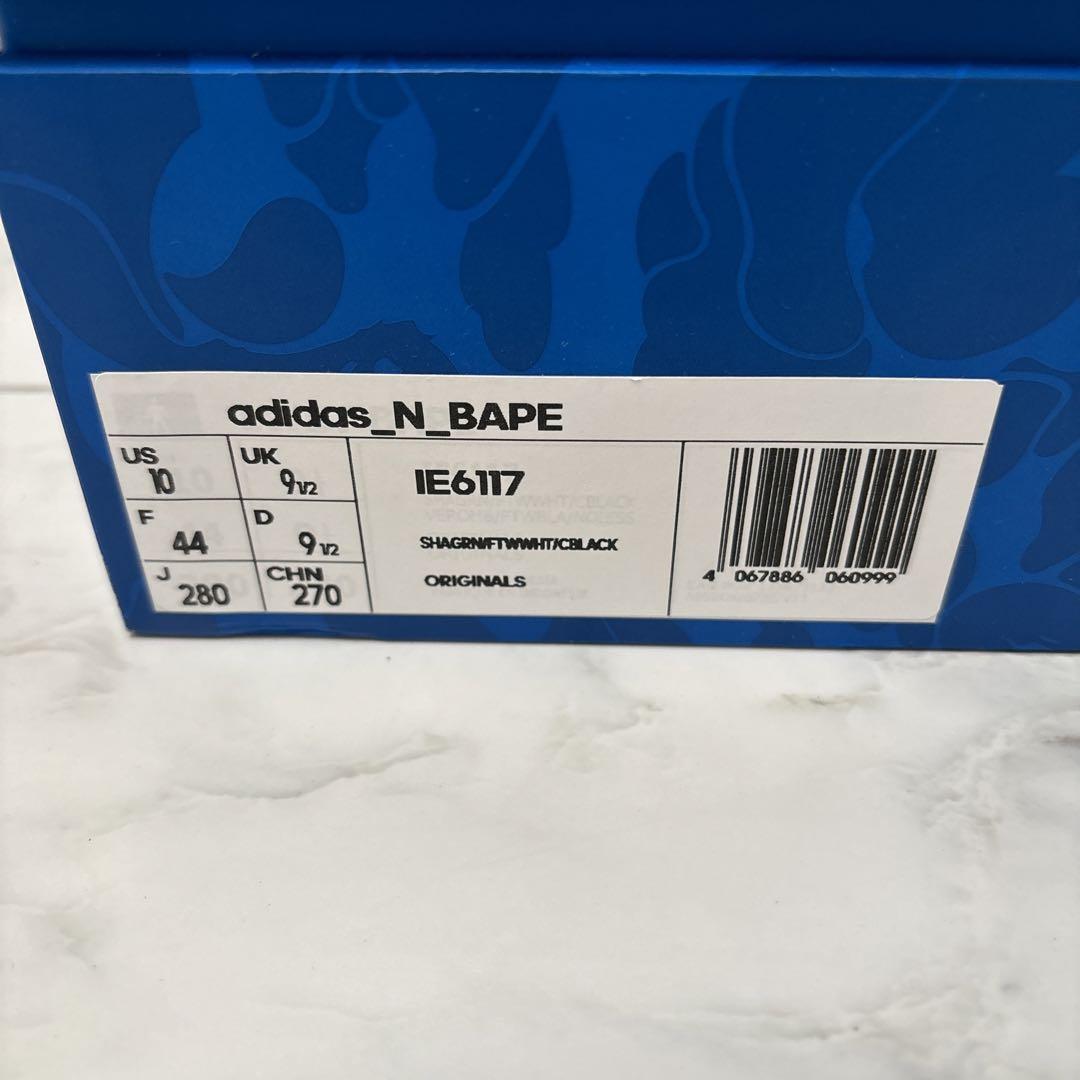 adidas_N_BAPE
US 10 UK 9 1/2
F 44 D 9 1/2
J 280 CHN 270
IE6117
SHAGRN/FTWWHT/CBLACK
ORIGINALS
4 067886 060999